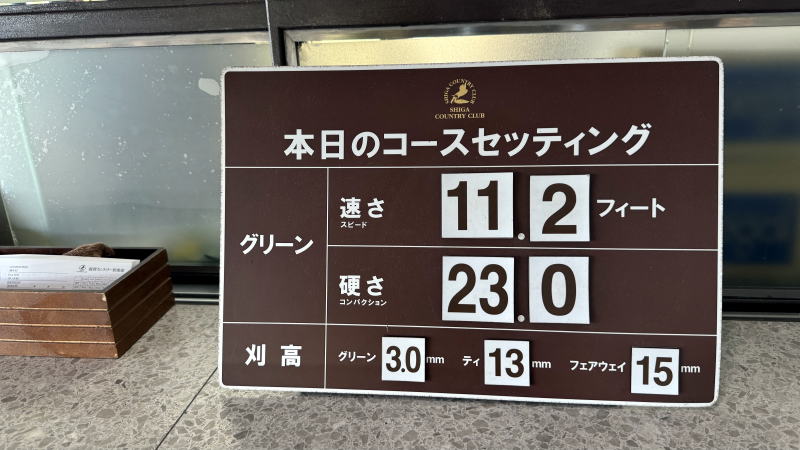 SHIGA COUNTRY CLUB
SHIGA
COUNTRY CLUB
本日のコースセッティング
グリーン
速さ 11.2 フィート
スピード
硬さ 23.0
コンパクション
刈高 グリーン 3.0 mm ティ 13 mm フェアウェイ 15 mm